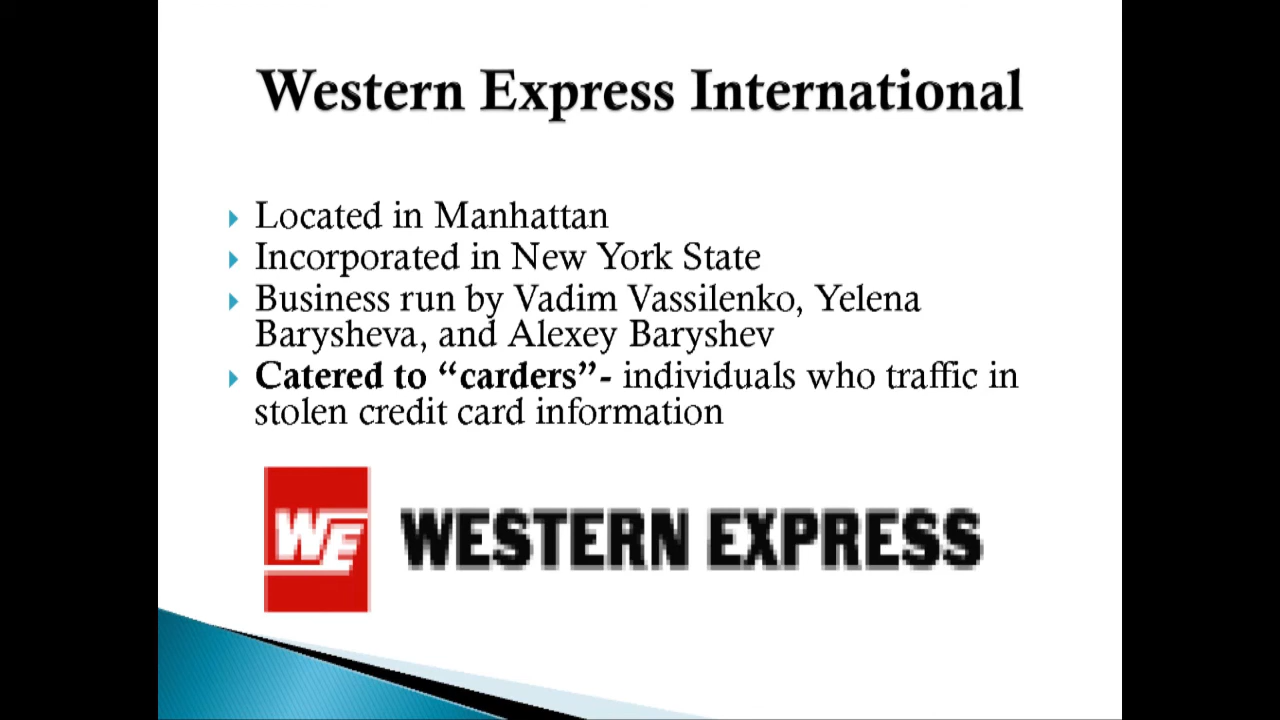 Western Express International
Located in Manhattan
Incorporated in New York State
Business run by Vadim Vassilenko, Yelena
Barysheva, and Alexey Baryshev
Catered to “carders”- individuals who traffic in
stolen credit card information
WE WESTERN EXPRESS